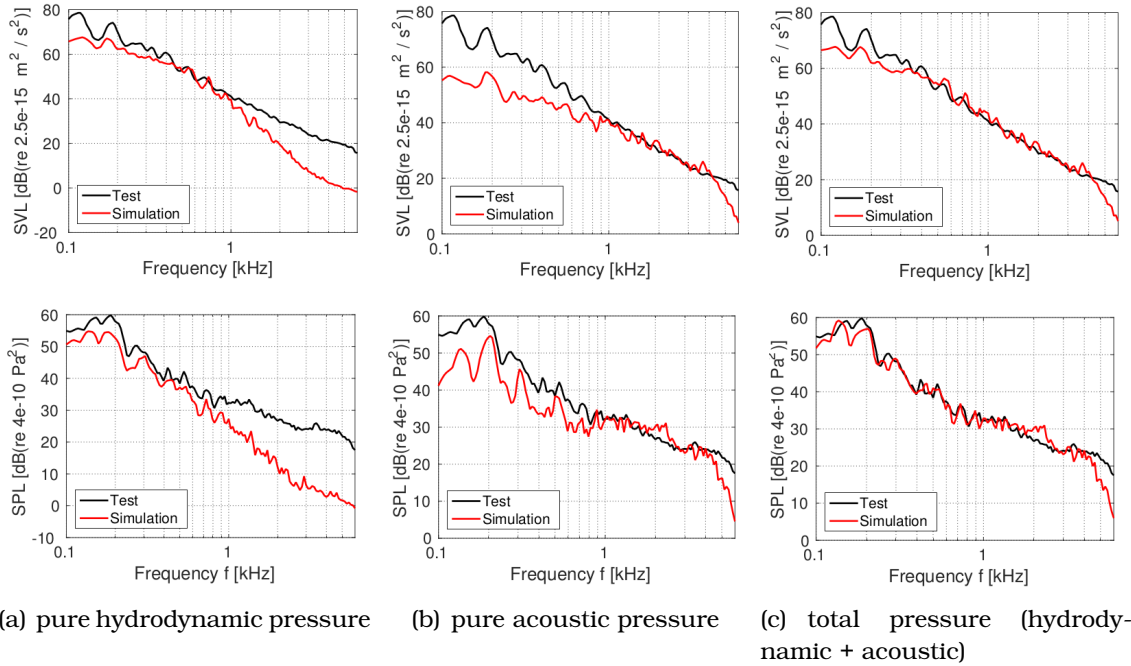 80
60
40
20
0
-20
SVL [dB(re 2.5e-15 m² / s²)]
Test
Simulation
0.1
1
Frequency [kHz]
80
60
40
20
0
SVL [dB(re 2.5e-15 m² / s²)]
Test
Simulation
0.1
1
Frequency [kHz]
80
60
40
20
0
SVL [dB(re 2.5e-15 m² / s²)]
Test
Simulation
0.1
1
Frequency [kHz]
60
50
40
30
20
10
0
-10
SPL [dB(re 4e-10 Pa²)]
Test
Simulation
0.1
1
Frequency f [kHz]
60
50
40
30
20
10
0
SPL [dB(re 4e-10 Pa²)]
Test
Simulation
0.1
1
Frequency f [kHz]
60
50
40
30
20
10
0
SPL [dB(re 4e-10 Pa²)]
Test
Simulation
0.1
1
Frequency f [kHz]
(a) pure hydrodynamic pressure
(b) pure acoustic pressure
(c) total pressure (hydrody-
namic + acoustic)